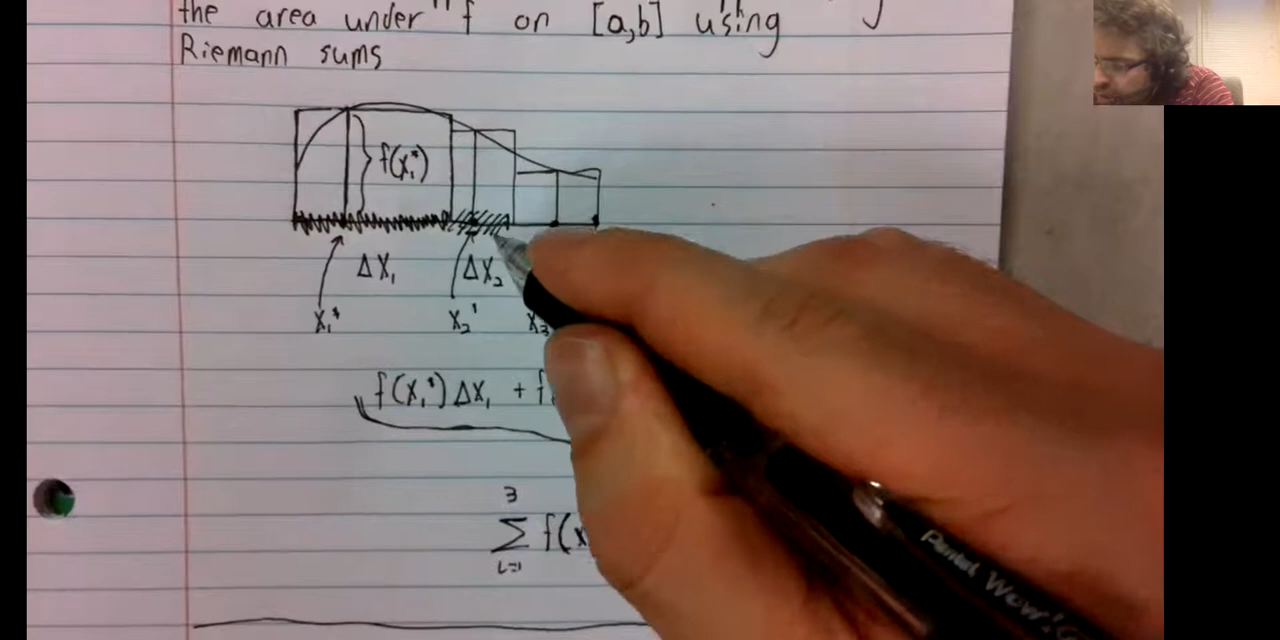 the area under" f on [a,b] using
Riemann sums
f(x₁*)
Δx₁
Δx₂
x₁*
x₂'
x₃
f(x₁*)Δx₁ + f
3
Σ f(x
i=1
Pentel Wow!